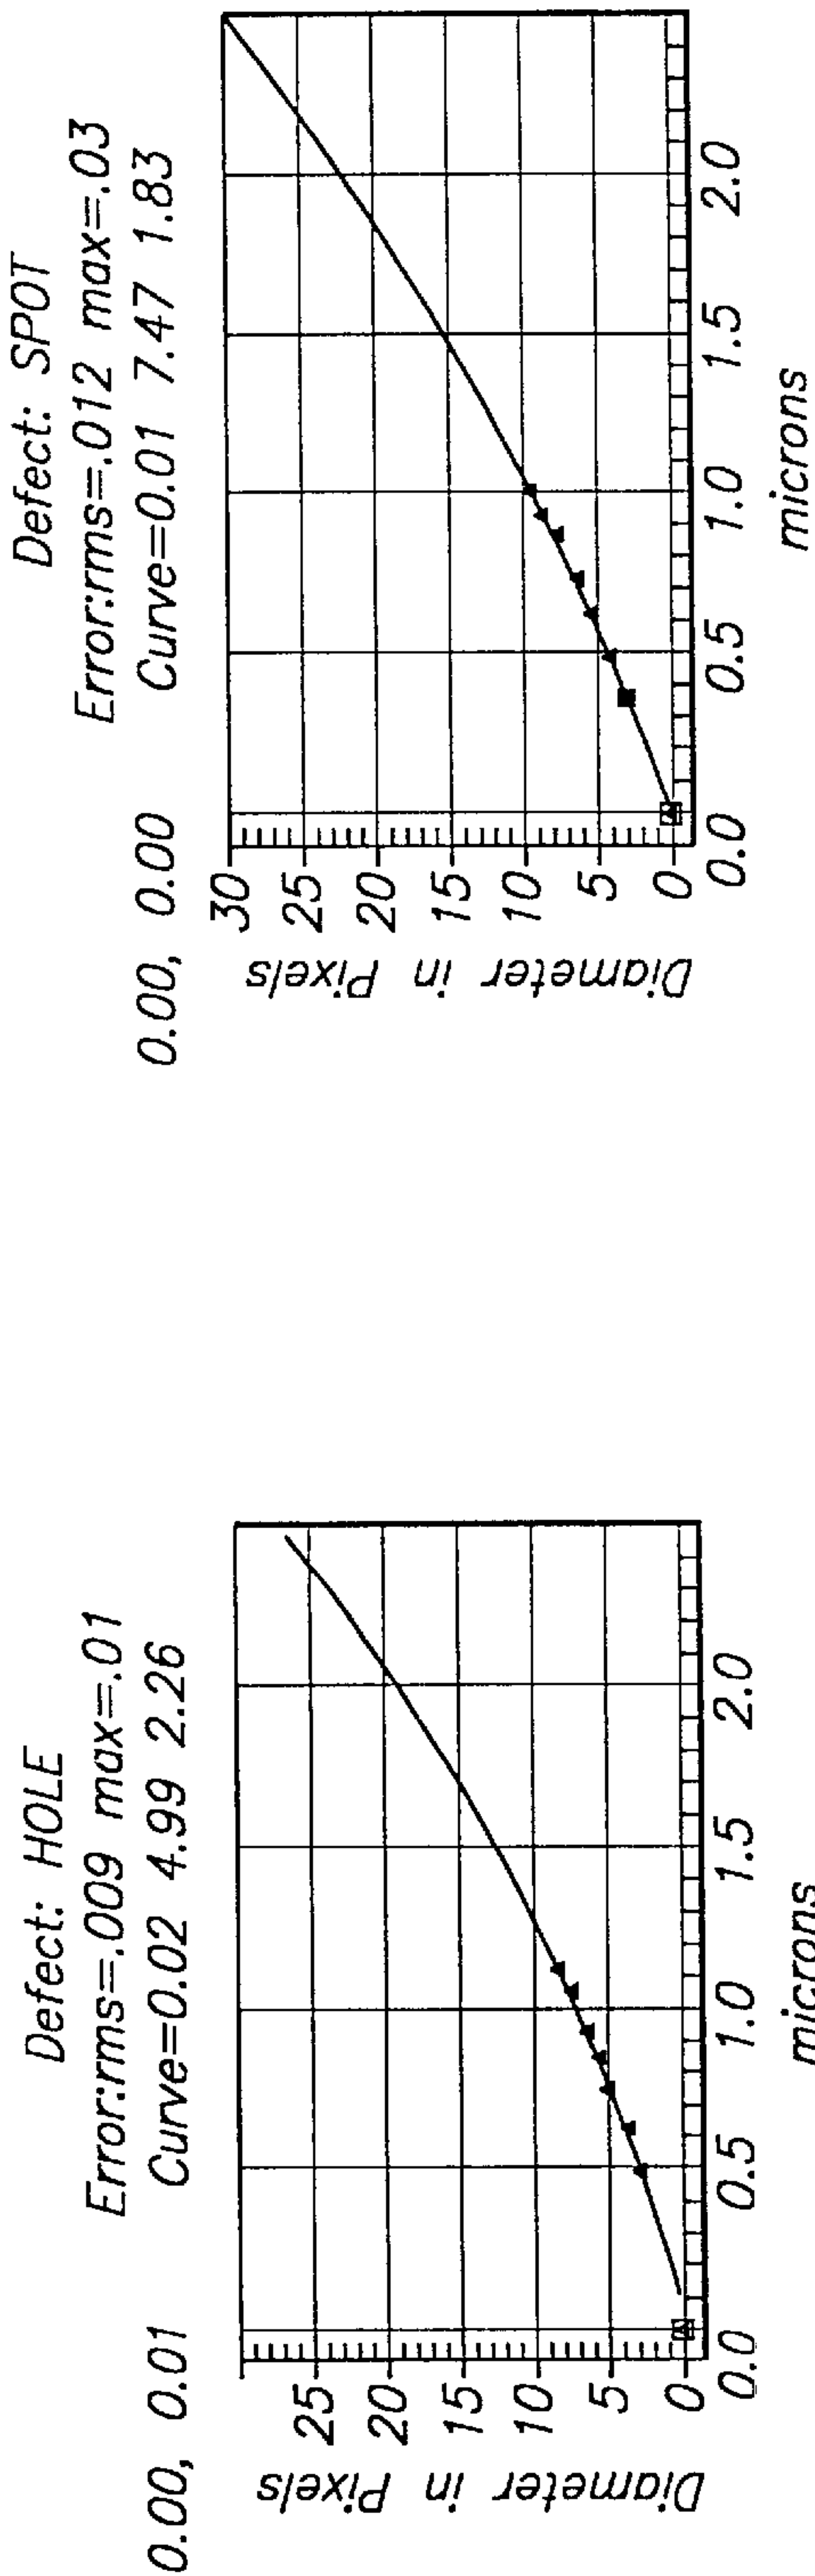 Defect: HOLE
Error:rms=.009 max=.01
0.00, 0.01 Curve=0.02 4.99 2.26
25
20
15
10
5
0
Diameter in Pixels
0.0 0.5 1.0 1.5 2.0
microns
Defect: SPOT
Error:rms=.012 max=.03
0.00, 0.00 Curve=0.01 7.47 1.83
30
25
20
15
10
5
0
Diameter in Pixels
0.0 0.5 1.0 1.5 2.0
microns